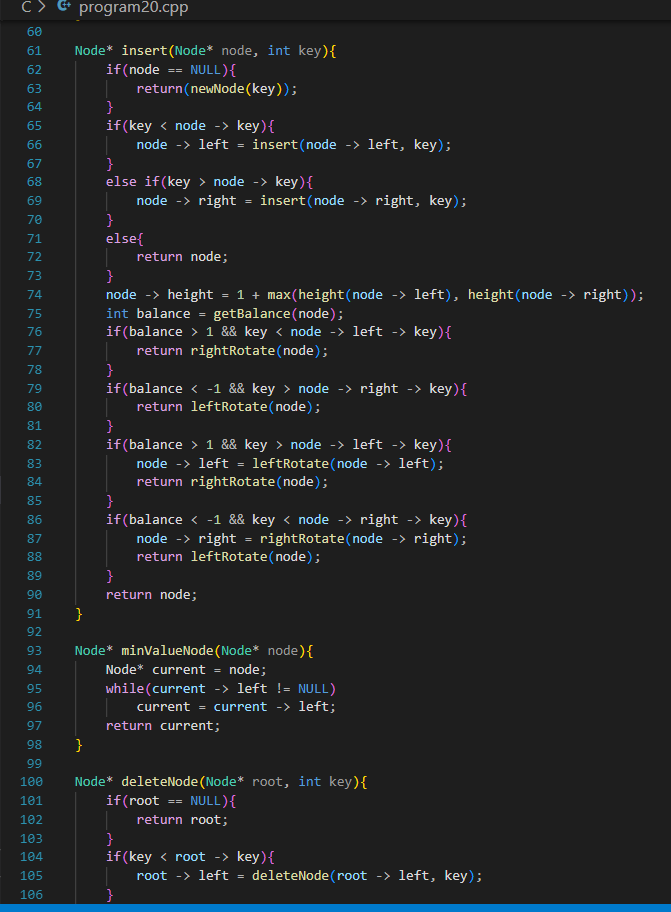 C > program20.cpp
60
61 Node* insert(Node* node, int key){
62     if(node == NULL){
63         return(newNode(key));
64     }
65     if(key < node -> key){
66         node -> left = insert(node -> left, key);
67     }
68     else if(key > node -> key){
69         node -> right = insert(node -> right, key);
70     }
71     else{
72         return node;
73     }
74     node -> height = 1 + max(height(node -> left), height(node -> right));
75     int balance = getBalance(node);
76     if(balance > 1 && key < node -> left -> key){
77         return rightRotate(node);
78     }
79     if(balance < -1 && key > node -> right -> key){
80         return leftRotate(node);
81     }
82     if(balance > 1 && key > node -> left -> key){
83         node -> left = leftRotate(node -> left);
84         return rightRotate(node);
85     }
86     if(balance < -1 && key < node -> right -> key){
87         node -> right = rightRotate(node -> right);
88         return leftRotate(node);
89     }
90     return node;
91 }
92
93 Node* minValueNode(Node* node){
94     Node* current = node;
95     while(current -> left != NULL)
96         current = current -> left;
97     return current;
98 }
99
100 Node* deleteNode(Node* root, int key){
101     if(root == NULL){
102         return root;
103     }
104     if(key < root -> key){
105         root -> left = deleteNode(root -> left, key);
106     }